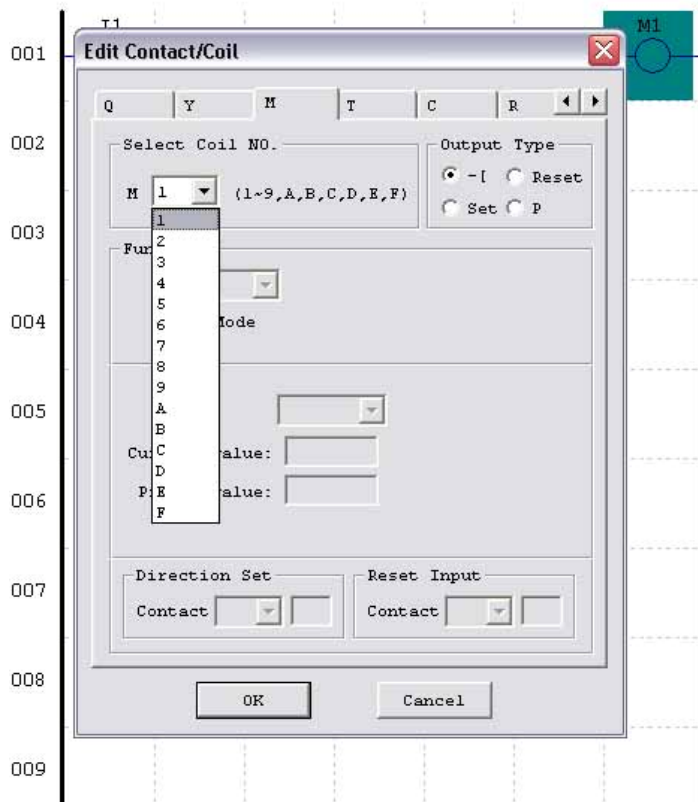 001
M1
Edit Contact/Coil
Q Y M T C R
002
Select Coil NO.
Output Type
M 1 (1~9,A,B,C,D,E,F)
-[ Reset
Set P
1
2
3
4
5
6
7
8
9
A
B
C
D
E
F
003
004
Mode
005
006
007
Direction Set
Contact
Reset Input
Contact
OK
Cancel
008
009